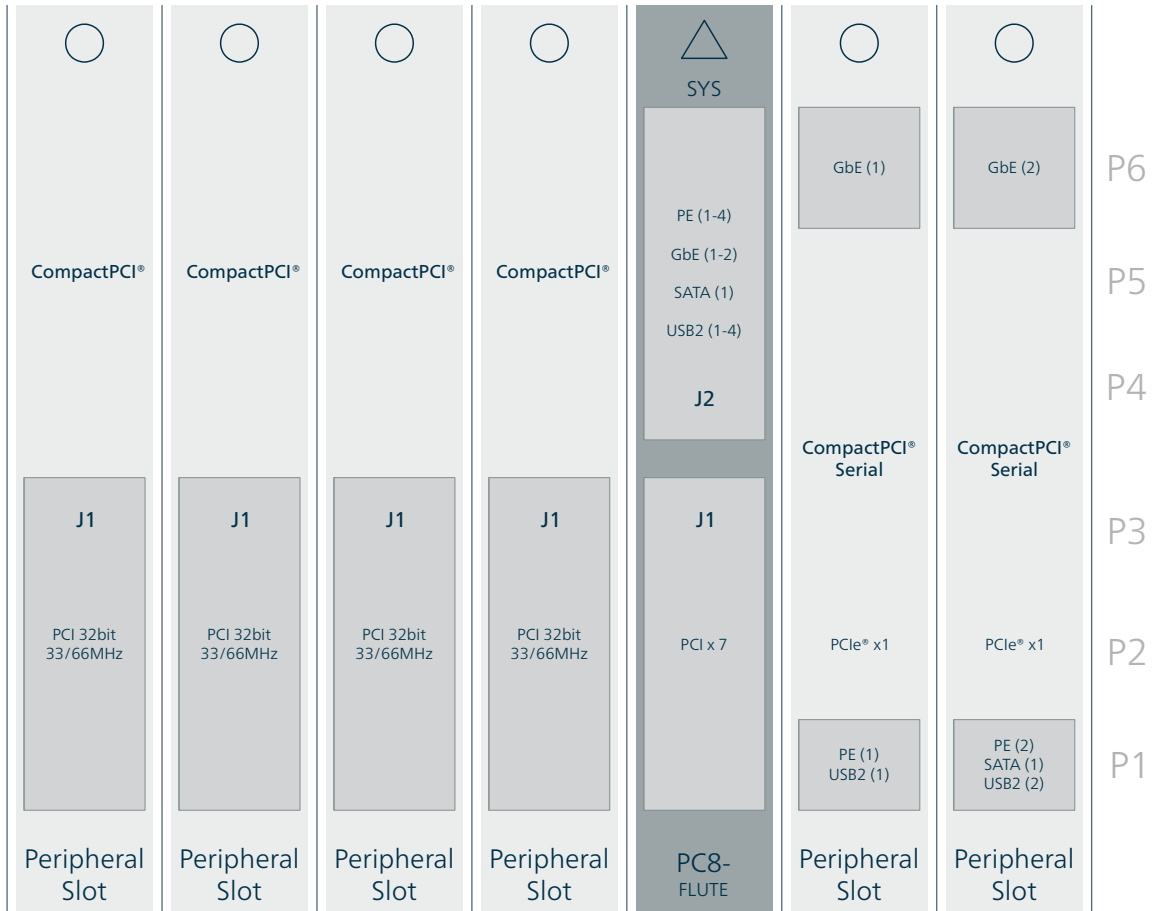 CompactPCI®
J1
PCI 32bit
33/66MHz
Peripheral
Slot
CompactPCI®
J1
PCI 32bit
33/66MHz
Peripheral
Slot
CompactPCI®
J1
PCI 32bit
33/66MHz
Peripheral
Slot
CompactPCI®
J1
PCI 32bit
33/66MHz
Peripheral
Slot
SYS
PE (1-4)
GbE (1-2)
SATA (1)
USB2 (1-4)
J2
J1
PCI x 7
PC8-
FLUTE
GbE (1)
CompactPCI®
Serial
PCIe® x1
PE (1)
USB2 (1)
Peripheral
Slot
GbE (2)
CompactPCI®
Serial
PCIe® x1
PE (2)
SATA (1)
USB2 (2)
Peripheral
Slot
P6
P5
P4
P3
P2
P1